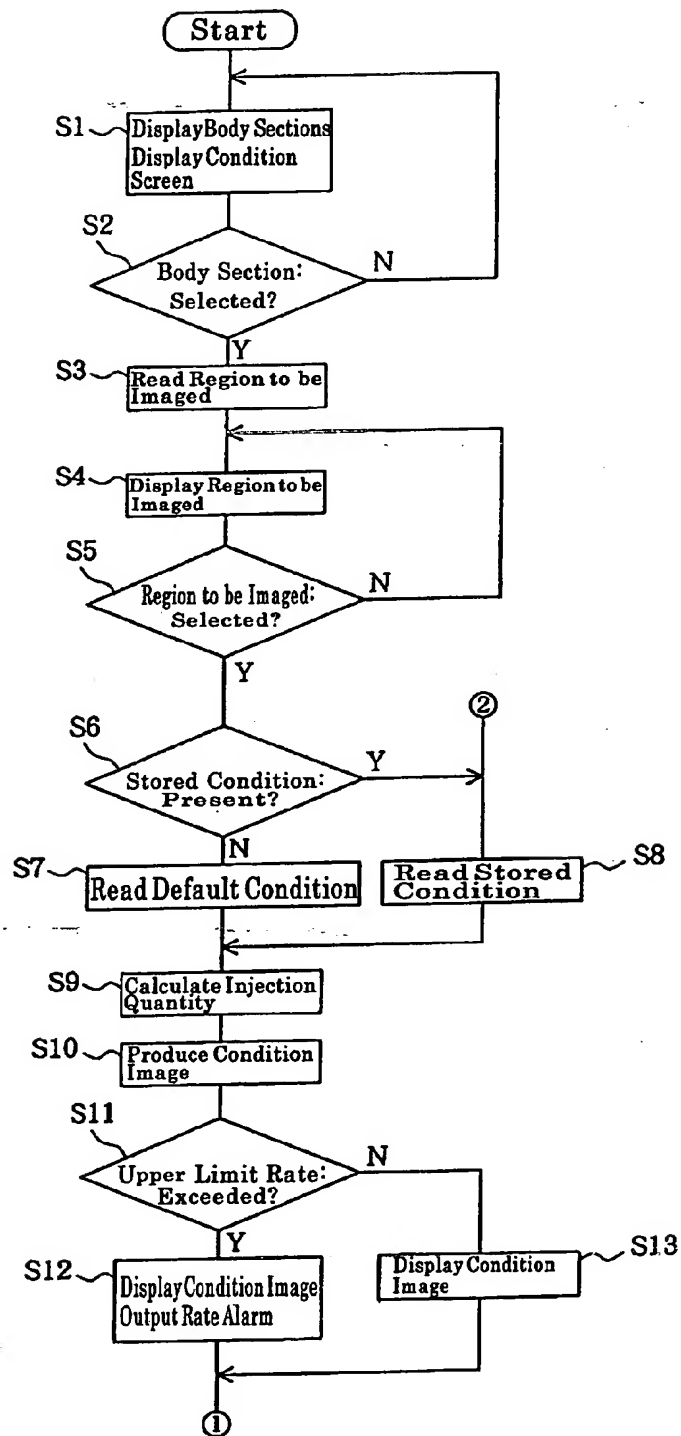 Start
S1
Display Body Sections
Display Condition
Screen
S2
Body Section:
Selected?
N
Y
S3
Read Region to be
Imaged
S4
Display Region to be
Imaged
S5
Region to be Imaged:
Selected?
N
Y
②
S6
Stored Condition:
Present?
Y
N
S7
Read Default Condition
Read Stored
Condition
S8
S9
Calculate Injection
Quantity
S10
Produce Condition
Image
S11
Upper Limit Rate:
Exceeded?
N
Y
S12
Display Condition Image
Output Rate Alarm
Display Condition
Image
S13
①